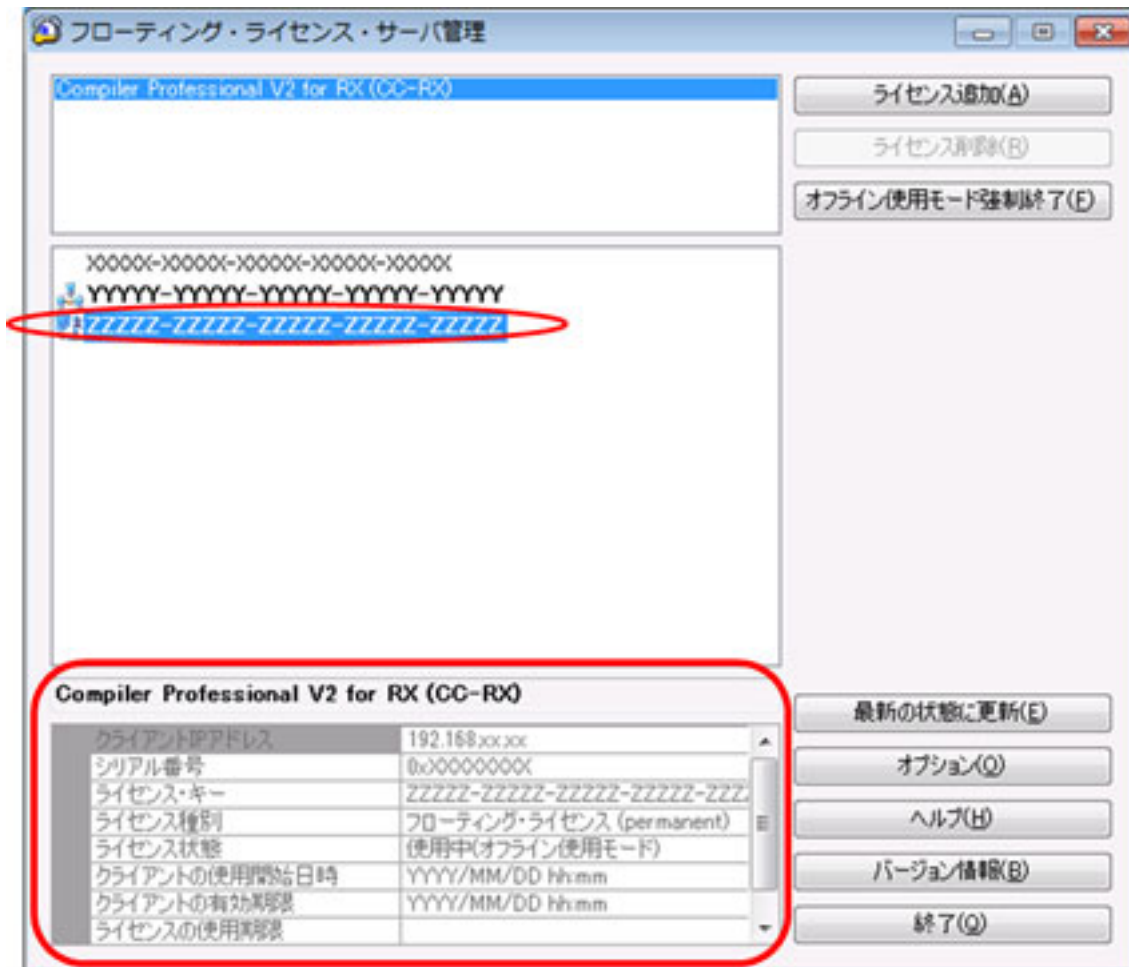 フローティング・ライセンス・サーバ管理
Compiler Professional V2 for RX (CC-RX)
ライセンス追加(A)
ライセンス削除(R)
オフライン使用モード強制終了(F)
XXXXX-XXXXX-XXXXX-XXXXX-XXXXX
YYYYY-YYYYY-YYYYY-YYYYY-YYYYY
ZZZZZ-ZZZZZ-ZZZZZ-ZZZZZ-ZZZZZ
Compiler Professional V2 for RX (CC-RX)
クライアントIPアドレス 192.168.xx.xx
シリアル番号 0xXXXXXXXX
ライセンス・キー ZZZZZ-ZZZZZ-ZZZZZ-ZZZZZ-ZZZZ
ライセンス種別 フローティング・ライセンス (permanent)
ライセンス状態 使用中(オフライン使用モード)
クライアントの使用開始日時 YYYY/MM/DD hh:mm
クライアントの有効期限 YYYY/MM/DD hh:mm
ライセンスの使用期限
最新の状態に更新(E)
オプション(O)
ヘルプ(H)
バージョン情報(B)
終了(Q)